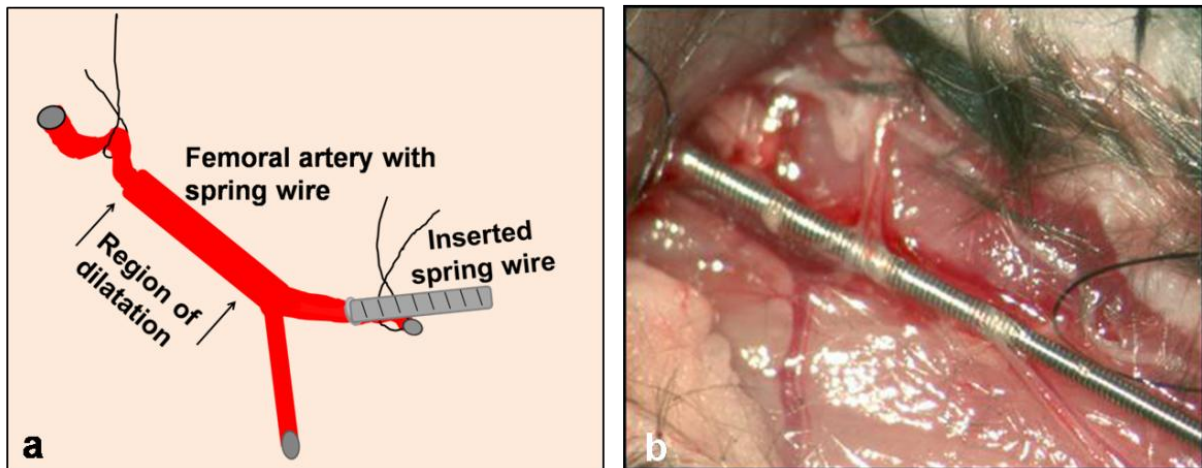 Femoral artery with
spring wire
Inserted
spring wire
Region of
dilatation
a
b